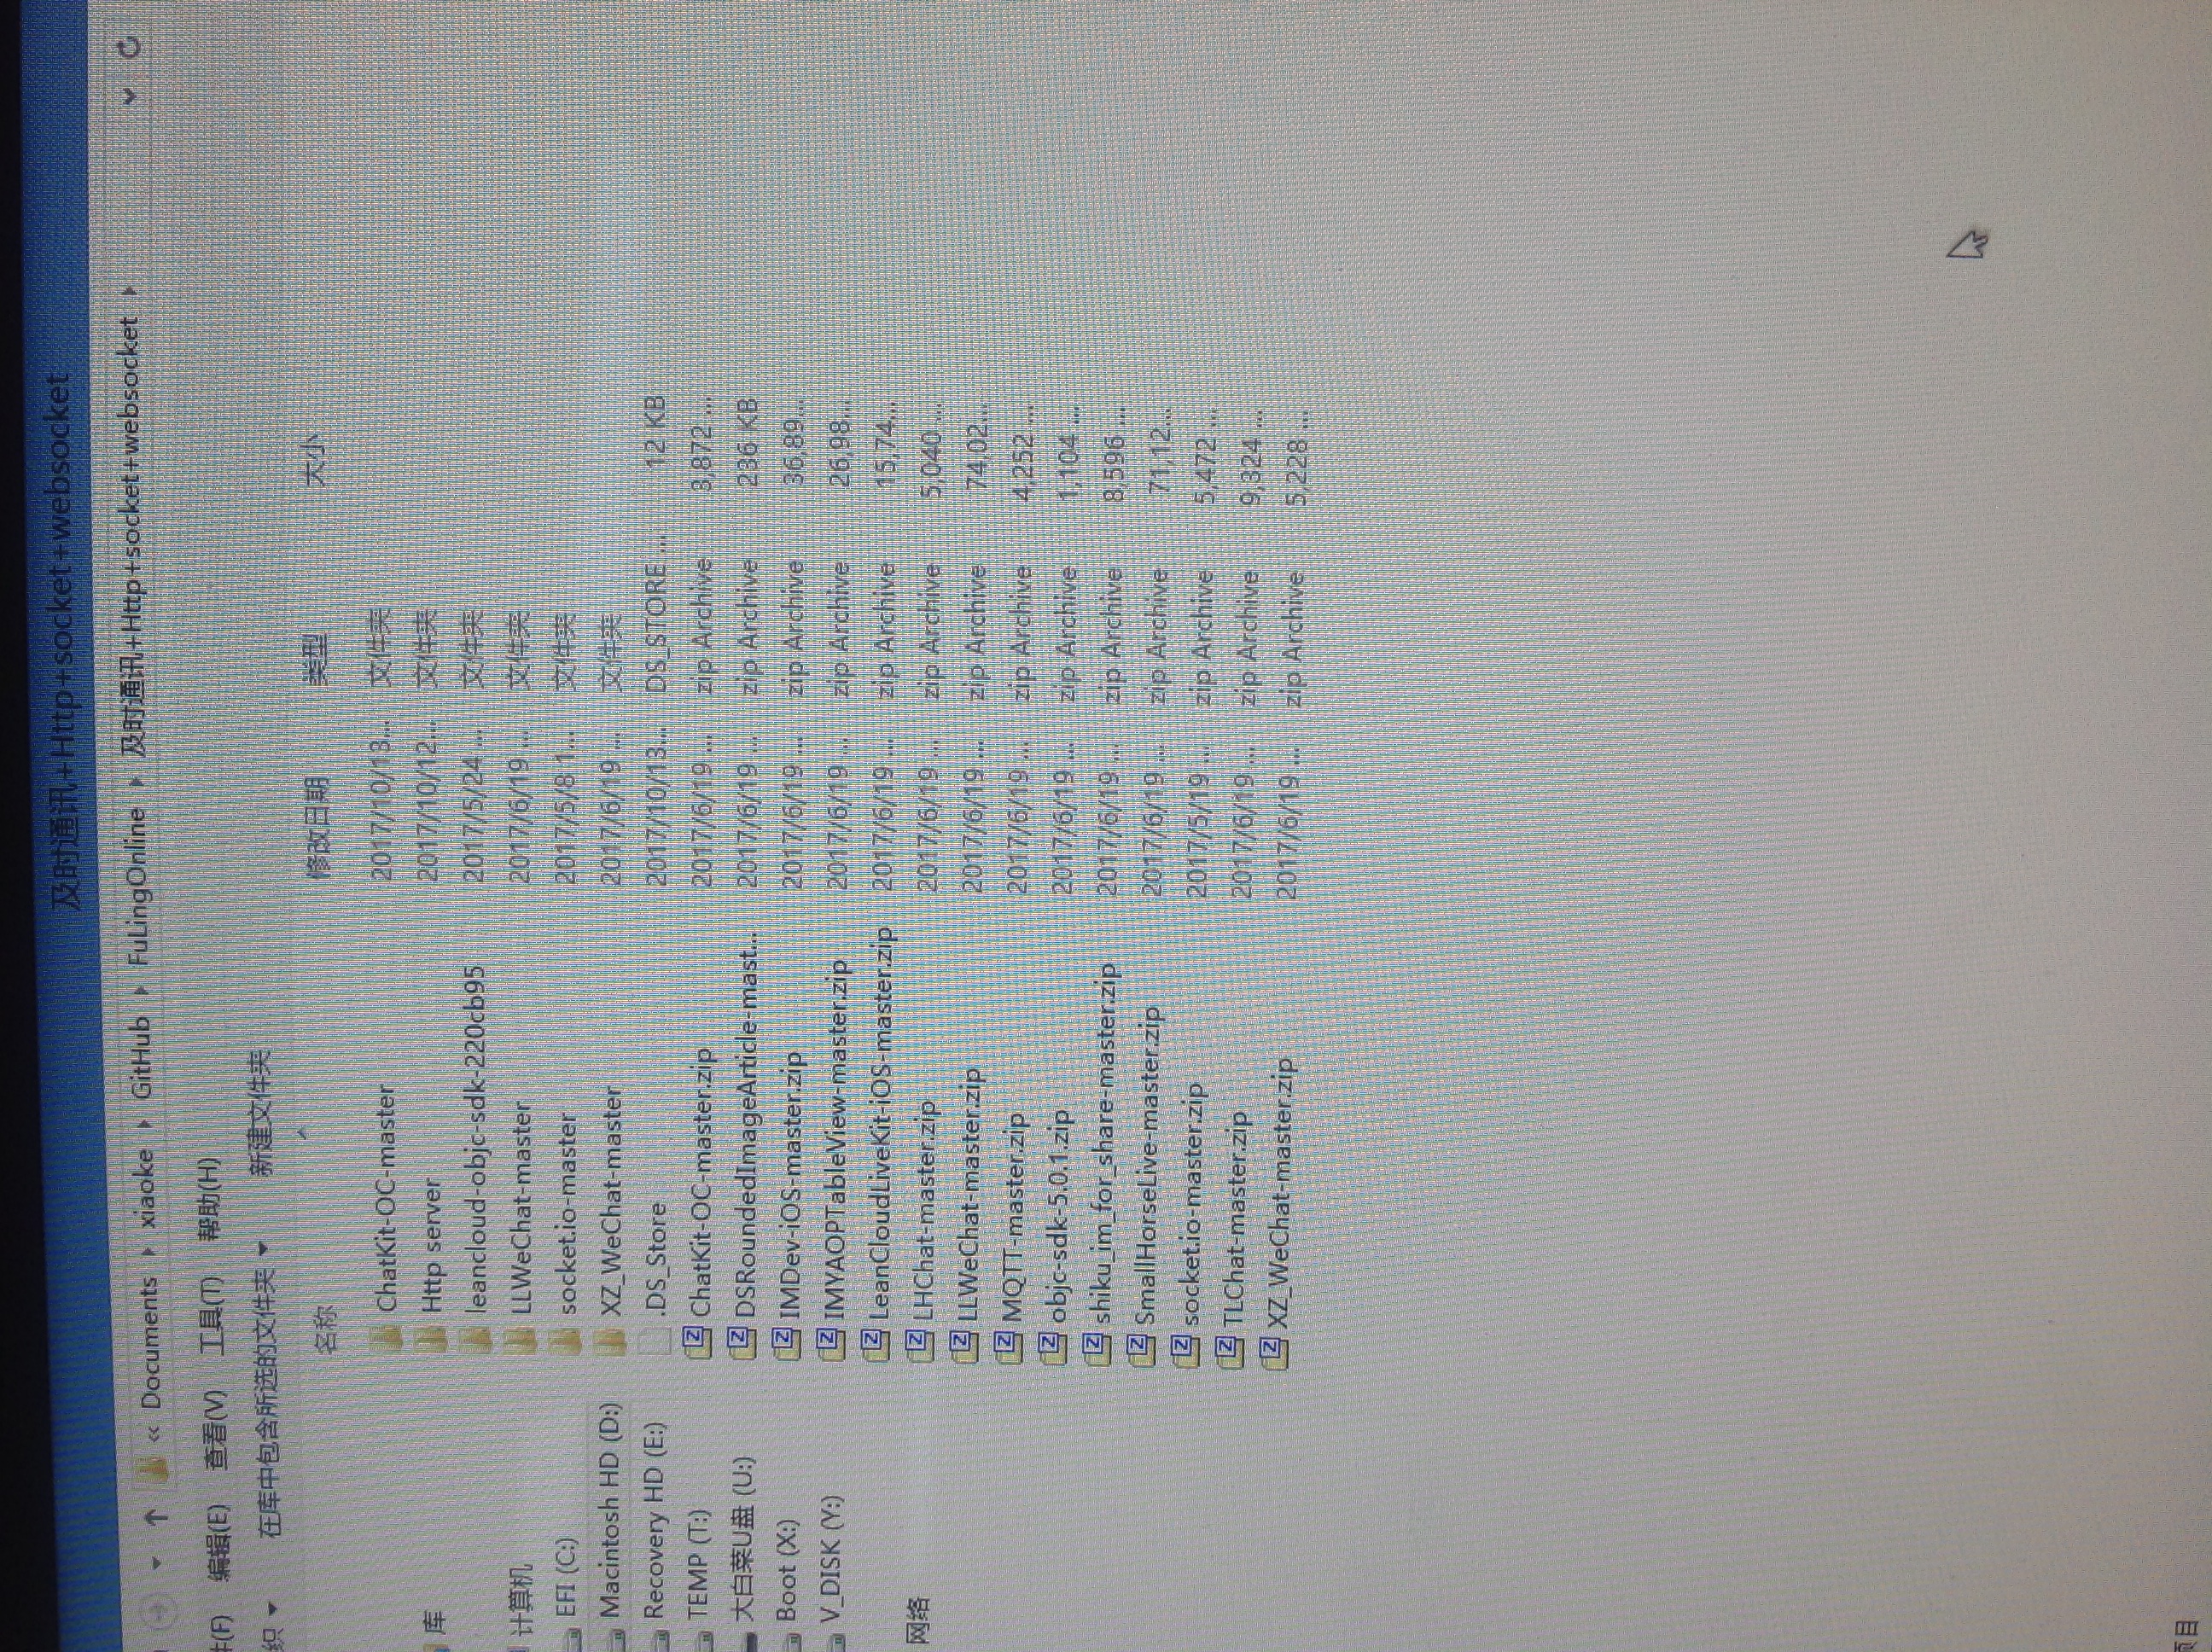 及时通讯+Http+socket+websocket
« Documents xiaoke GitHub FuLingOnline 及时通讯+Http+socket+websocket
件(F) 编辑(E) 查看(V) 工具(T) 帮助(H)
织 在库中包含所选的文件夹 新建文件夹
名称 修改日期 类型 大小
ChatKit-OC-master 2017/10/13... 文件夹
库 Http server 2017/10/12... 文件夹
leancloud-objc-sdk-220cb95 2017/5/24 ... 文件夹
计算机 LLWeChat-master 2017/6/19 ... 文件夹
EFI (C:) socket.io-master 2017/5/8 1... 文件夹
Macintosh HD (D:) XZ_WeChat-master 2017/6/19 ... 文件夹
Recovery HD (E:) .DS_Store 2017/10/13... DS_STORE ... 12 KB
TEMP (T:) ChatKit-OC-master.zip 2017/6/19 ... zip Archive 3,872 ...
大白菜U盘 (U:) DSRoundedImageArticle-mast... 2017/6/19 ... zip Archive 236 KB
Boot (X:) IMDev-iOS-master.zip 2017/6/19 ... zip Archive 36,89...
V_DISK (Y:) IMYAOPTableView-master.zip 2017/6/19 ... zip Archive 26,98...
LeanCloudLiveKit-iOS-master.zip 2017/6/19 ... zip Archive 15,74...
网络 LHChat-master.zip 2017/6/19 ... zip Archive 5,040 ...
LLWeChat-master.zip 2017/6/19 ... zip Archive 74,02...
MQTT-master.zip 2017/6/19 ... zip Archive 4,252 ...
objc-sdk-5.0.1.zip 2017/6/19 ... zip Archive 1,104 ...
shiku_im_for_share-master.zip 2017/6/19 ... zip Archive 8,596 ...
SmallHorseLive-master.zip 2017/6/19 ... zip Archive 71,12...
socket.io-master.zip 2017/5/19 ... zip Archive 5,472 ...
TLChat-master.zip 2017/6/19 ... zip Archive 9,324 ...
XZ_WeChat-master.zip 2017/6/19 ... zip Archive 5,228 ...
项目